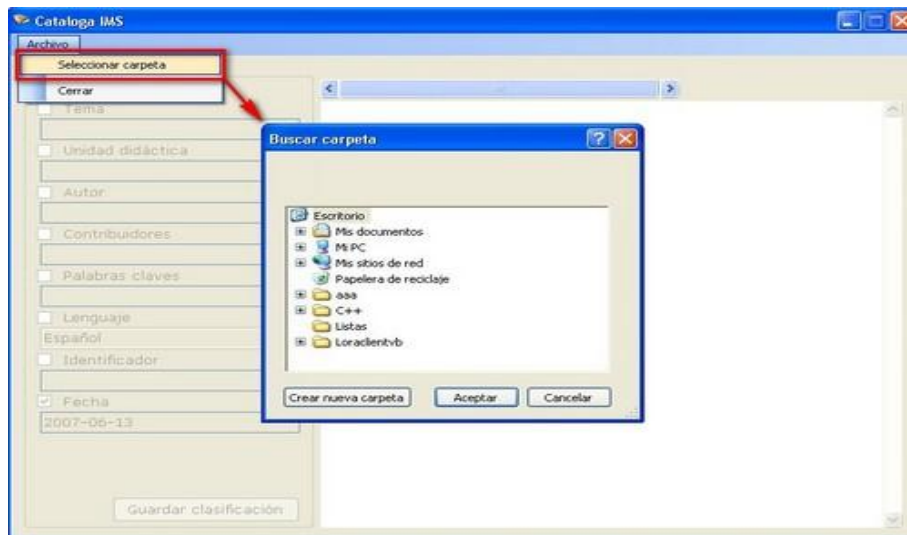 Cataloga IMS
Archivo
Seleccionar carpeta
Cerrar
Tema
Unidad didáctica
Autor
Contribuidores
Palabras claves
Lenguaje
Español
Identificador
Fecha
2007-06-13
Guardar clasificación
Buscar carpeta
Escritorio
Mis documentos
Mi PC
Mis sitios de red
Papelera de reciclaje
aaa
C++
Listas
Loraclientvb
Crear nueva carpeta Aceptar Cancelar